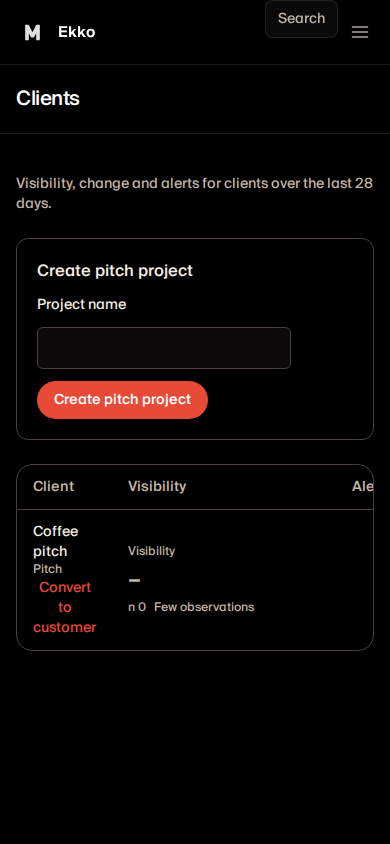 Ekko
Search
Clients
Visibility, change and alerts for clients over the last 28
days.
Create pitch project
Project name
Create pitch project
Client Visibility Ale
Coffee
pitch
Pitch
Convert
to
customer
Visibility
–
n 0 Few observations